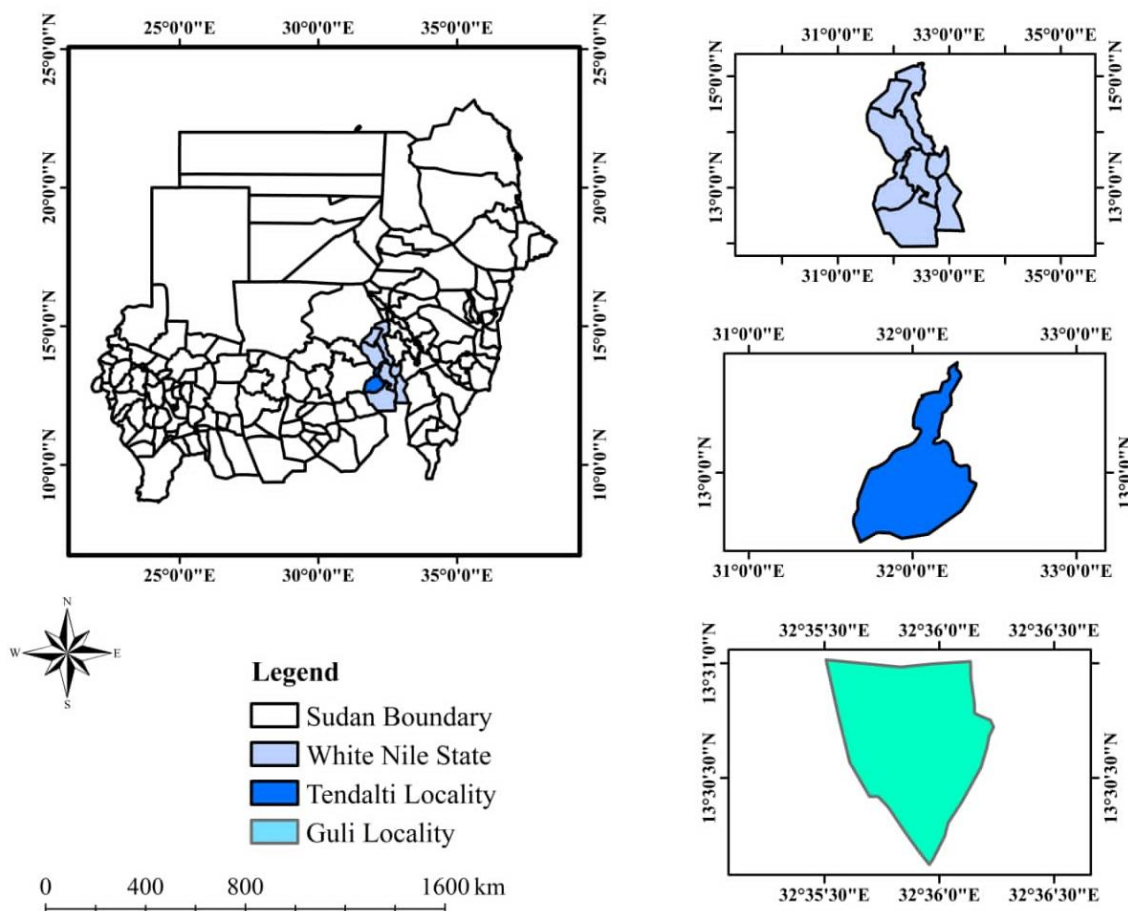 25°0'0"E 30°0'0"E 35°0'0"E
25°0'0"N
20°0'0"N
15°0'0"N
10°0'0"N
25°0'0"N
20°0'0"N
15°0'0"N
10°0'0"N
25°0'0"E 30°0'0"E 35°0'0"E
31°0'0"E 33°0'0"E 35°0'0"E
15°0'0"N
13°0'0"N
15°0'0"N
13°0'0"N
31°0'0"E 33°0'0"E 35°0'0"E
31°0'0"E 32°0'0"E 33°0'0"E
13°0'0"N
13°0'0"N
31°0'0"E 32°0'0"E 33°0'0"E
32°35'30"E 32°36'0"E 32°36'30"E
13°31'0"N
13°30'30"N
13°31'0"N
13°30'30"N
32°35'50"E 32°36'0"E 32°36'30"E
N
W E
S
Legend
Sudan Boundary
White Nile State
Tendalti Locality
Guli Locality
0 400 800 1600 km